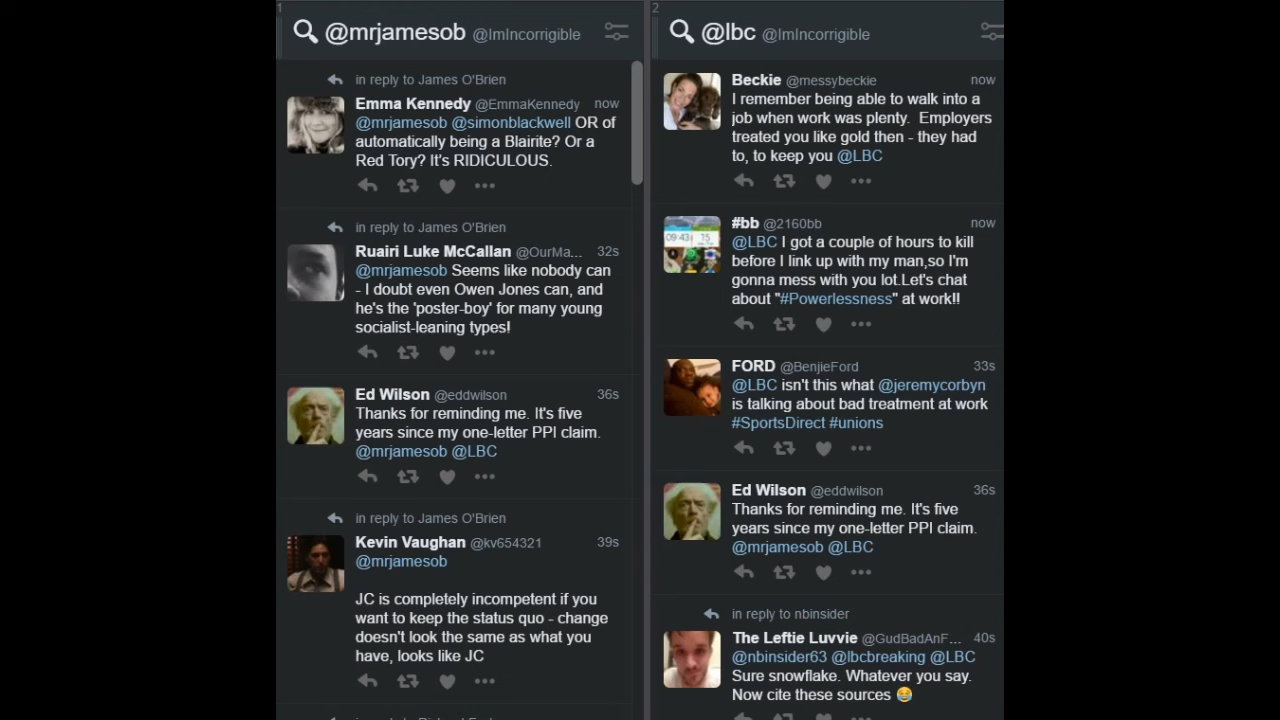 1
@mrjamesob @ImIncorrigible
in reply to James O'Brien
Emma Kennedy @EmmaKennedy now
@mrjamesob @simonblackwell OR of
automatically being a Blairite? Or a
Red Tory? It's RIDICULOUS.
in reply to James O'Brien
Ruairi Luke McCallan @OurMa... 32s
@mrjamesob Seems like nobody can
- I doubt even Owen Jones can, and
he's the 'poster-boy' for many young
socialist-leaning types!
Ed Wilson @eddwilson 36s
Thanks for reminding me. It's five
years since my one-letter PPI claim.
@mrjamesob @LBC
in reply to James O'Brien
Kevin Vaughan @kv654321 39s
@mrjamesob
JC is completely incompetent if you
want to keep the status quo - change
doesn't look the same as what you
have, looks like JC
2
@lbc @ImIncorrigible
Beckie @messybeckie now
I remember being able to walk into a
job when work was plenty. Employers
treated you like gold then - they had
to, to keep you @LBC
#bb @2160bb now
09:43 15
@LBC I got a couple of hours to kill
before I link up with my man,so I'm
gonna mess with you lot.Let's chat
about "#Powerlessness" at work!!
FORD @BenjieFord 33s
@LBC isn't this what @jeremycorbyn
is talking about bad treatment at work
#SportsDirect #unions
Ed Wilson @eddwilson 36s
Thanks for reminding me. It's five
years since my one-letter PPI claim.
@mrjamesob @LBC
in reply to nbinsider
The Leftie Luvvie @GudBadAnF... 40s
@nbinsider63 @lbcbreaking @LBC
Sure snowflake. Whatever you say.
Now cite these sources 😂